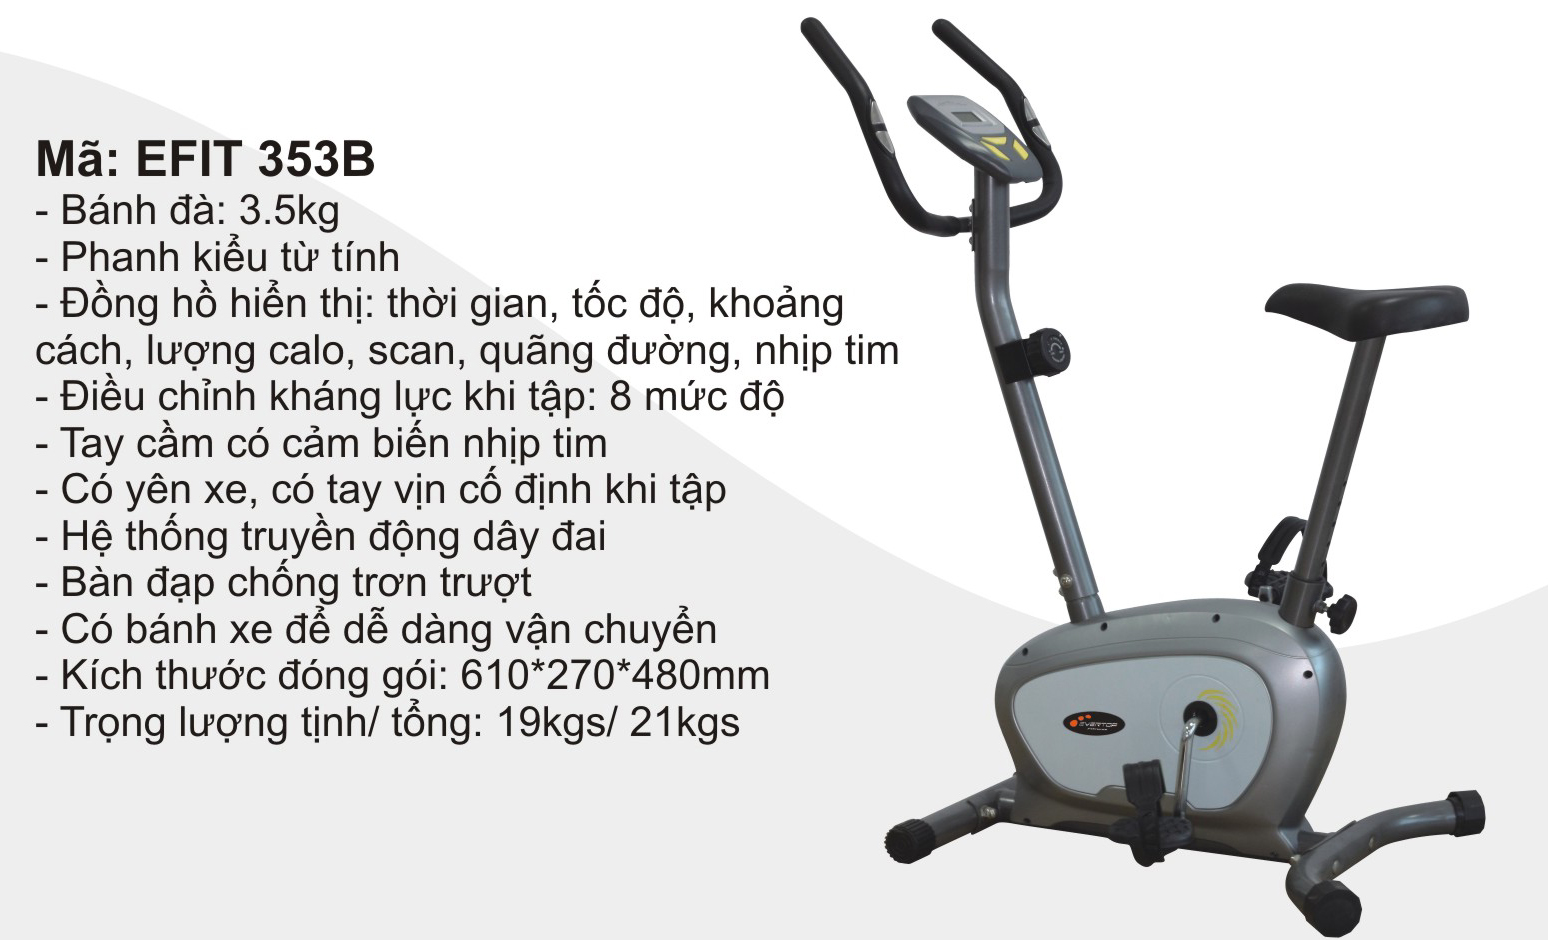 Mã: EFIT 353B
- Bánh đà: 3.5kg
- Phanh kiểu từ tính
- Đồng hồ hiển thị: thời gian, tốc độ, khoảng
cách, lượng calo, scan, quãng đường, nhịp tim
- Điều chỉnh kháng lực khi tập: 8 mức độ
- Tay cầm có cảm biến nhịp tim
- Có yên xe, có tay vịn cố định khi tập
- Hệ thống truyền động dây đai
- Bàn đạp chống trơn trượt
- Có bánh xe để dễ dàng vận chuyển
- Kích thước đóng gói: 610*270*480mm
- Trọng lượng tịnh/ tổng: 19kgs/ 21kgs
EVERTOP